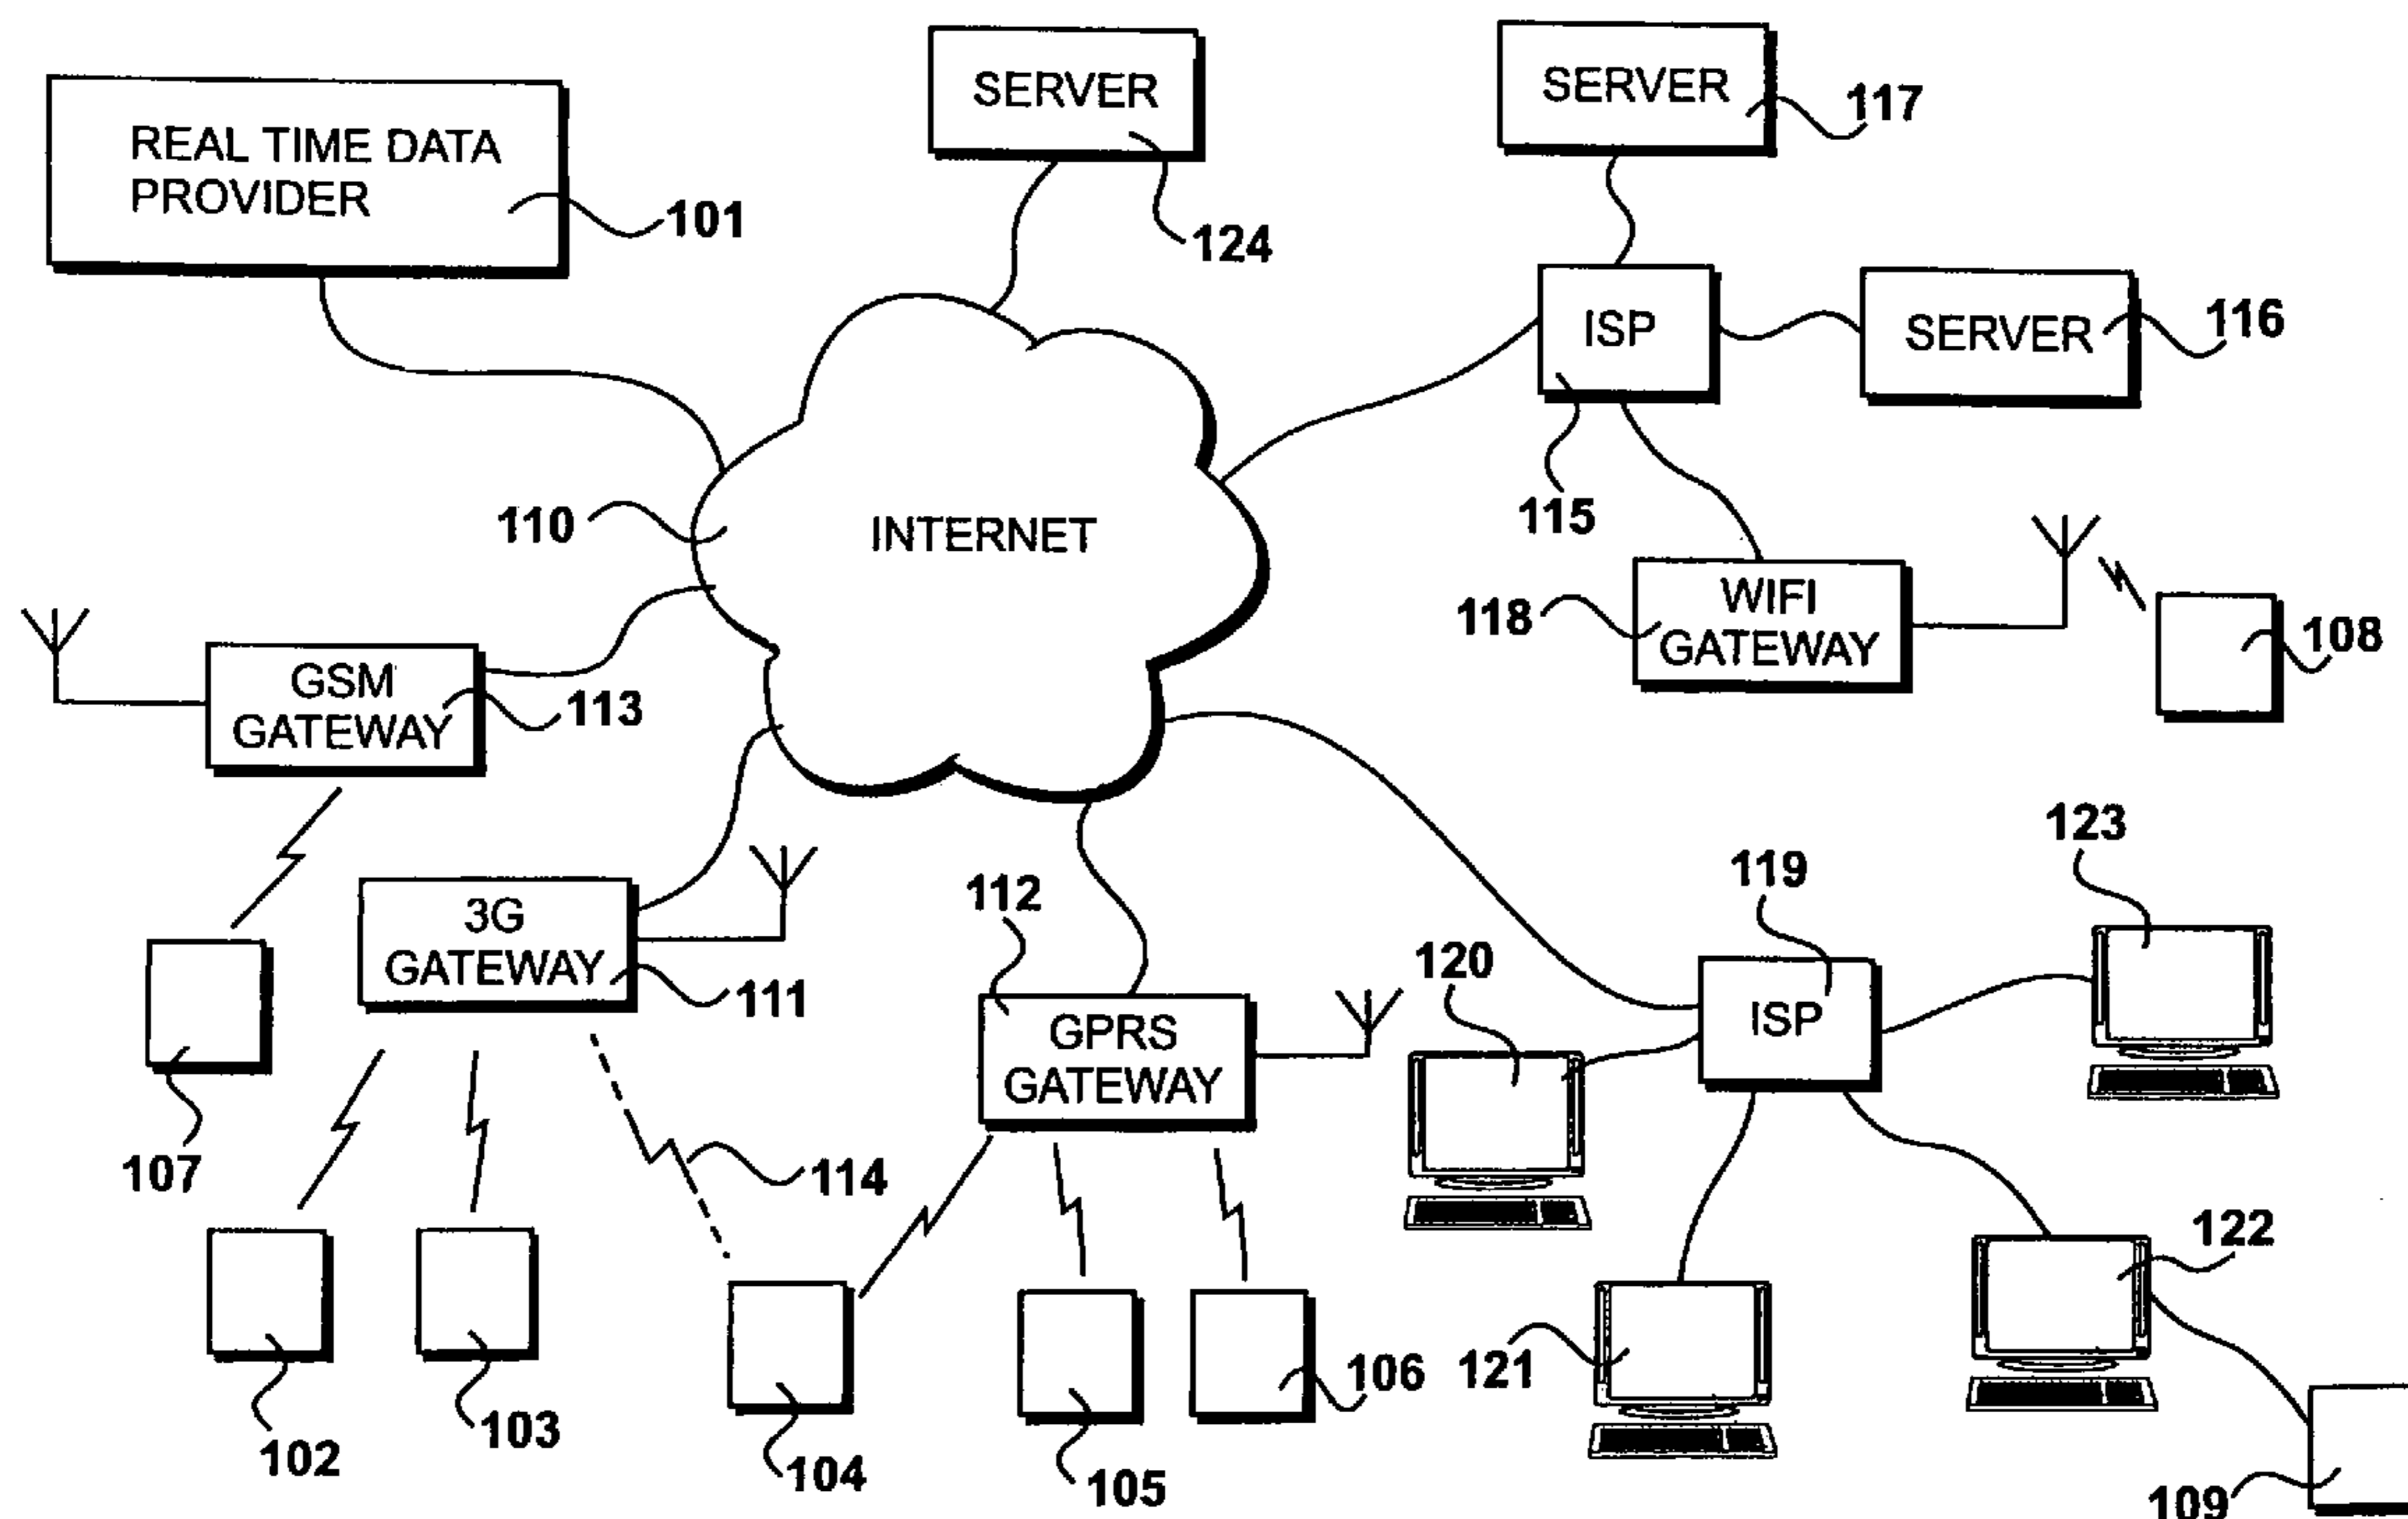 REAL TIME DATA
PROVIDER
101
SERVER
124
SERVER
117
ISP
115
SERVER
116
110
INTERNET
WIFI
GATEWAY
118
108
GSM
GATEWAY
113
107
3G
GATEWAY
111
114
112
GPRS
GATEWAY
119
ISP
120
123
121
122
102
103
104
105
106
109